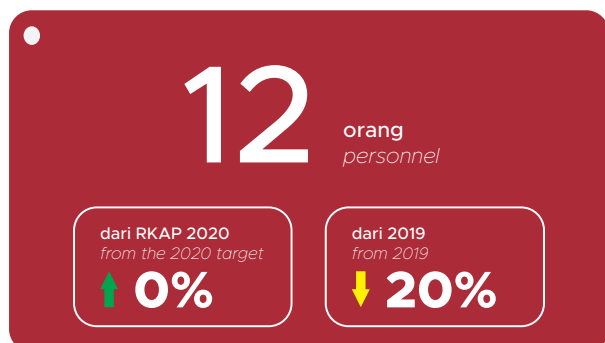 12
orang
personnel
dari RKAP 2020
from the 2020 target
0%
dari 2019
from 2019
20%